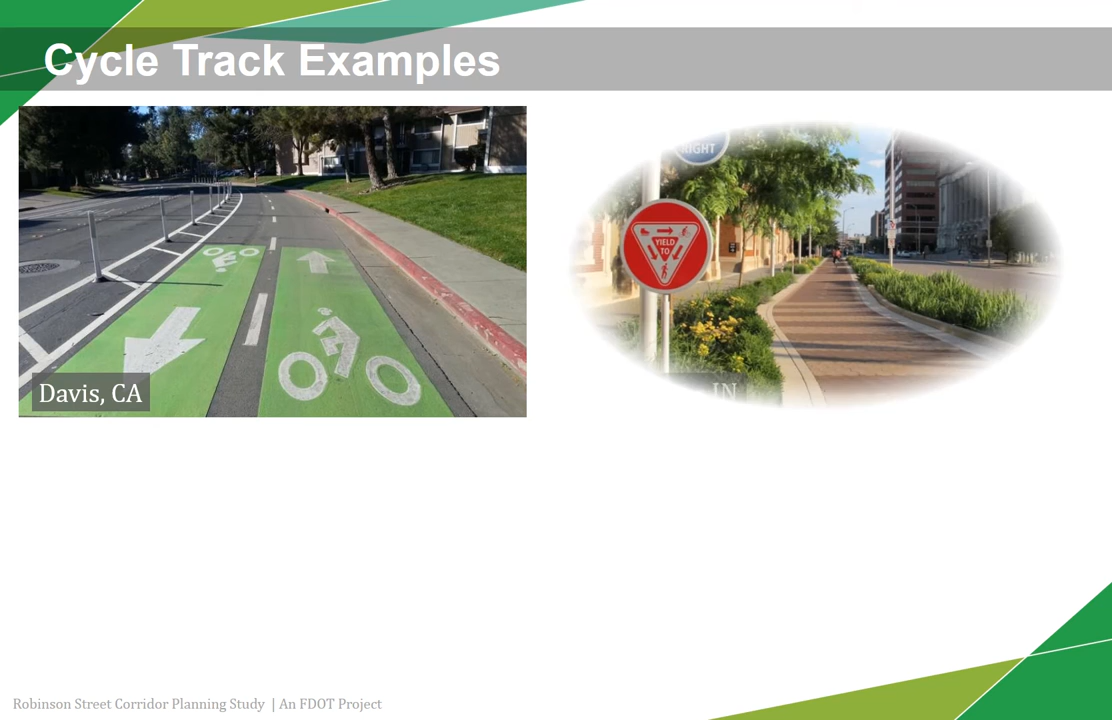 Cycle Track Examples
Davis, CA
RIGHT
YIELD
TO
IN
Robinson Street Corridor Planning Study | An FDOT Project